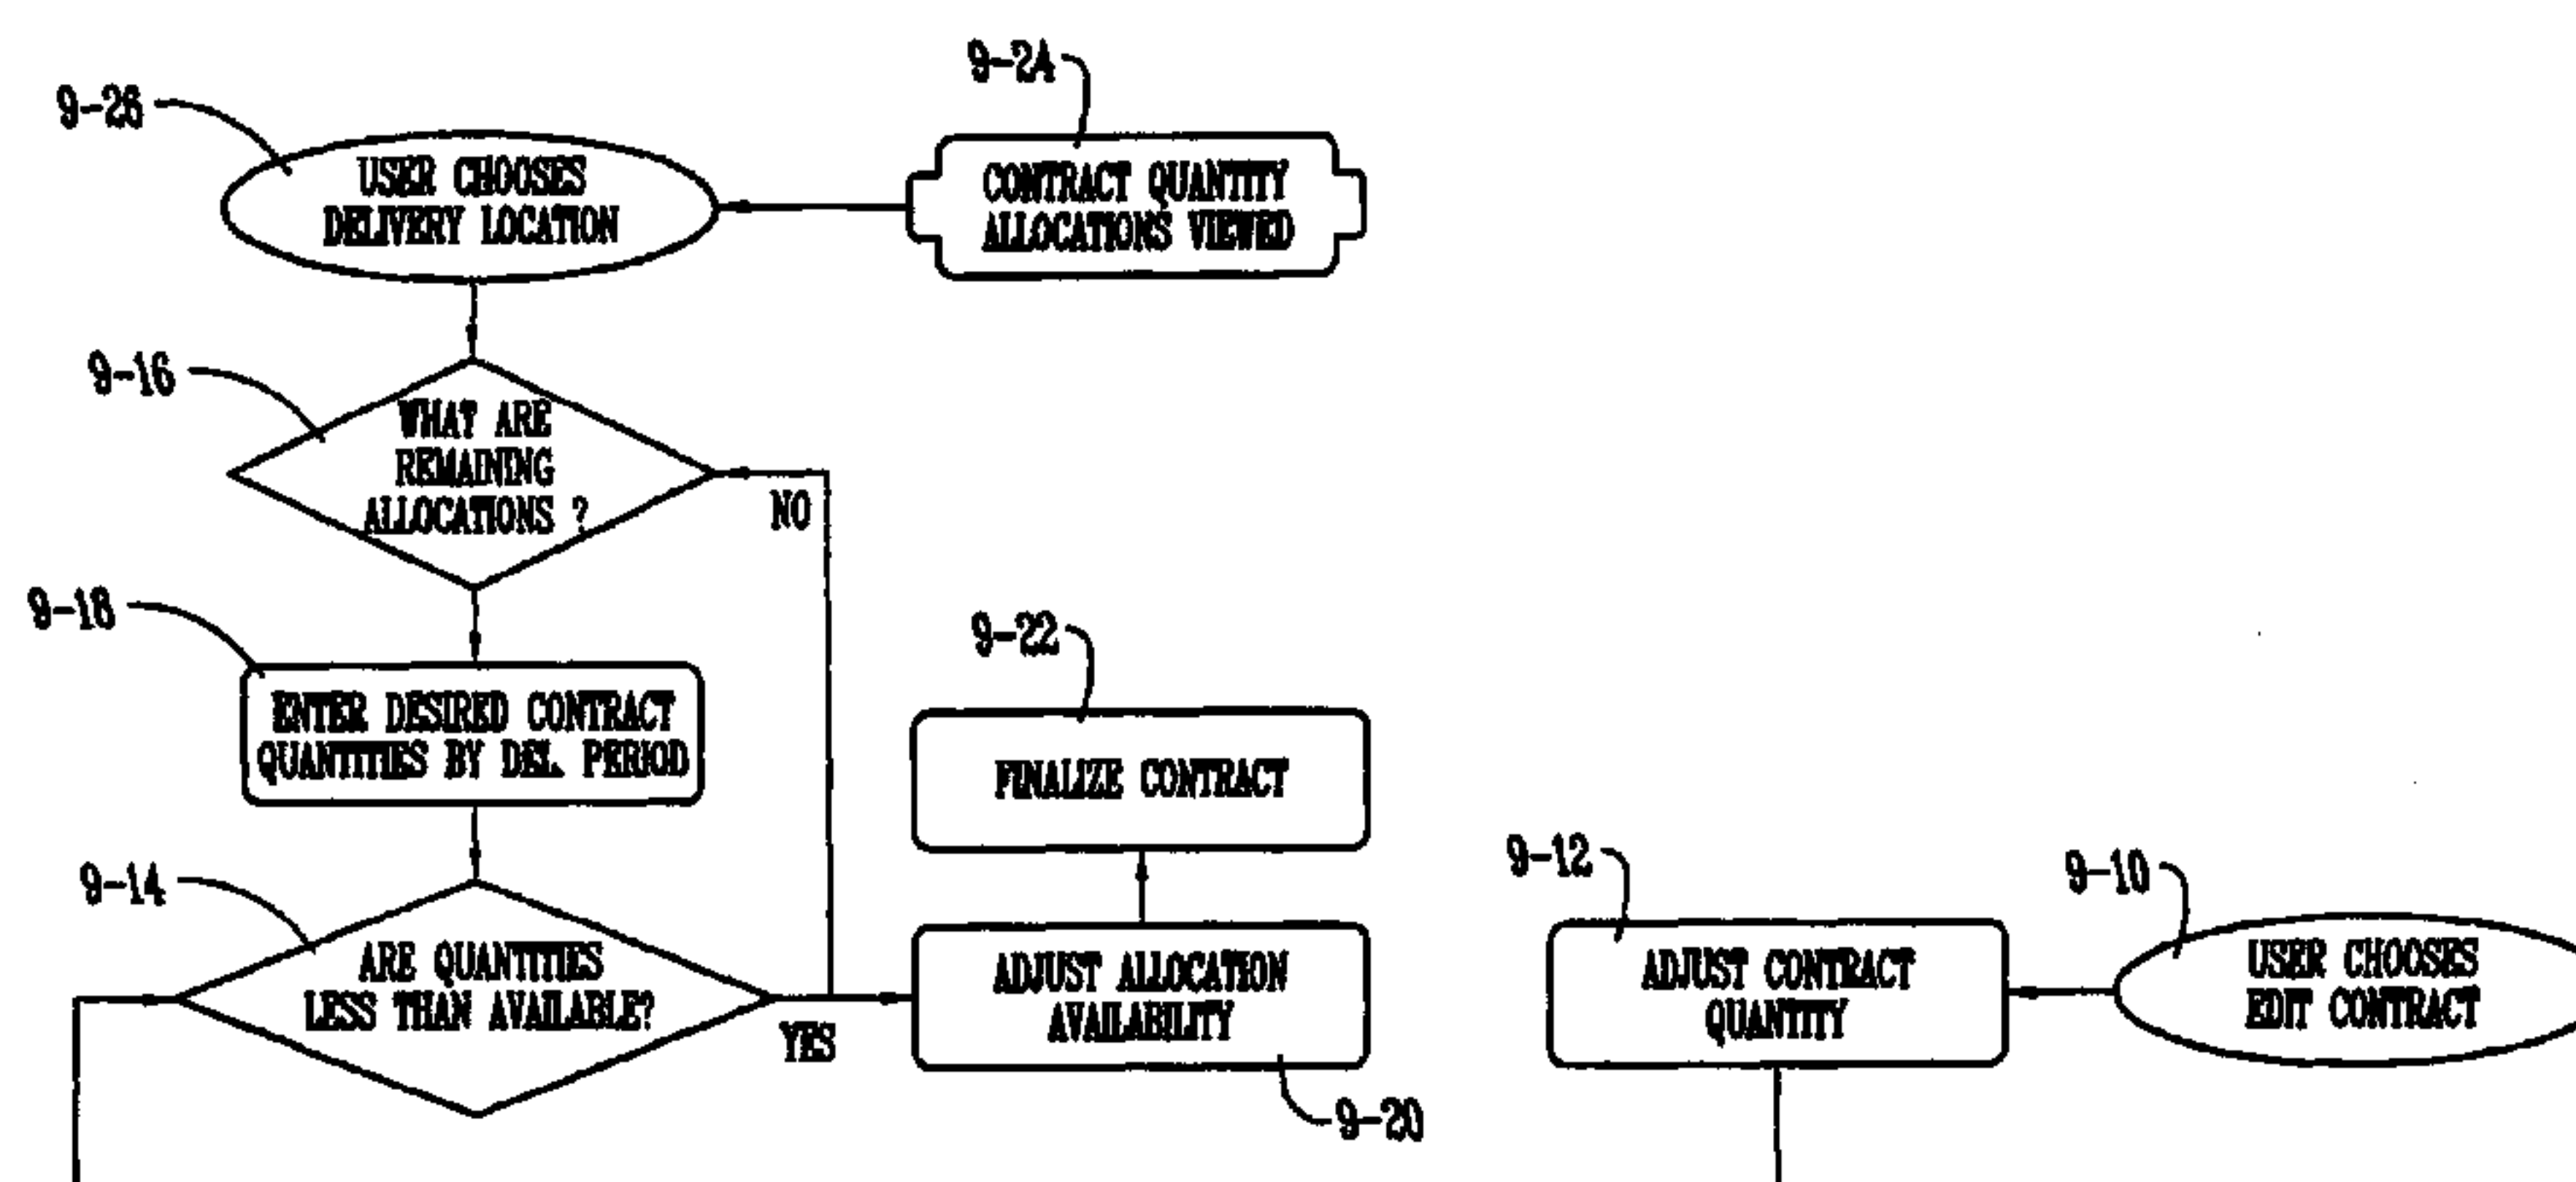 9-24
9-26
USER CHOOSES
DELIVERY LOCATION
CONTRACT QUANTITY
ALLOCATIONS VIEWED
9-16
WHAT ARE
REMAINING
ALLOCATIONS ?
NO
9-18
ENTER DESIRED CONTRACT
QUANTITIES BY DEL. PERIOD
9-22
FINALIZE CONTRACT
9-14
ARE QUANTITIES
LESS THAN AVAILABLE?
YES
ADJUST ALLOCATION
AVAILABILITY
9-20
9-12
ADJUST CONTRACT
QUANTITY
9-10
USER CHOOSES
EDIT CONTRACT